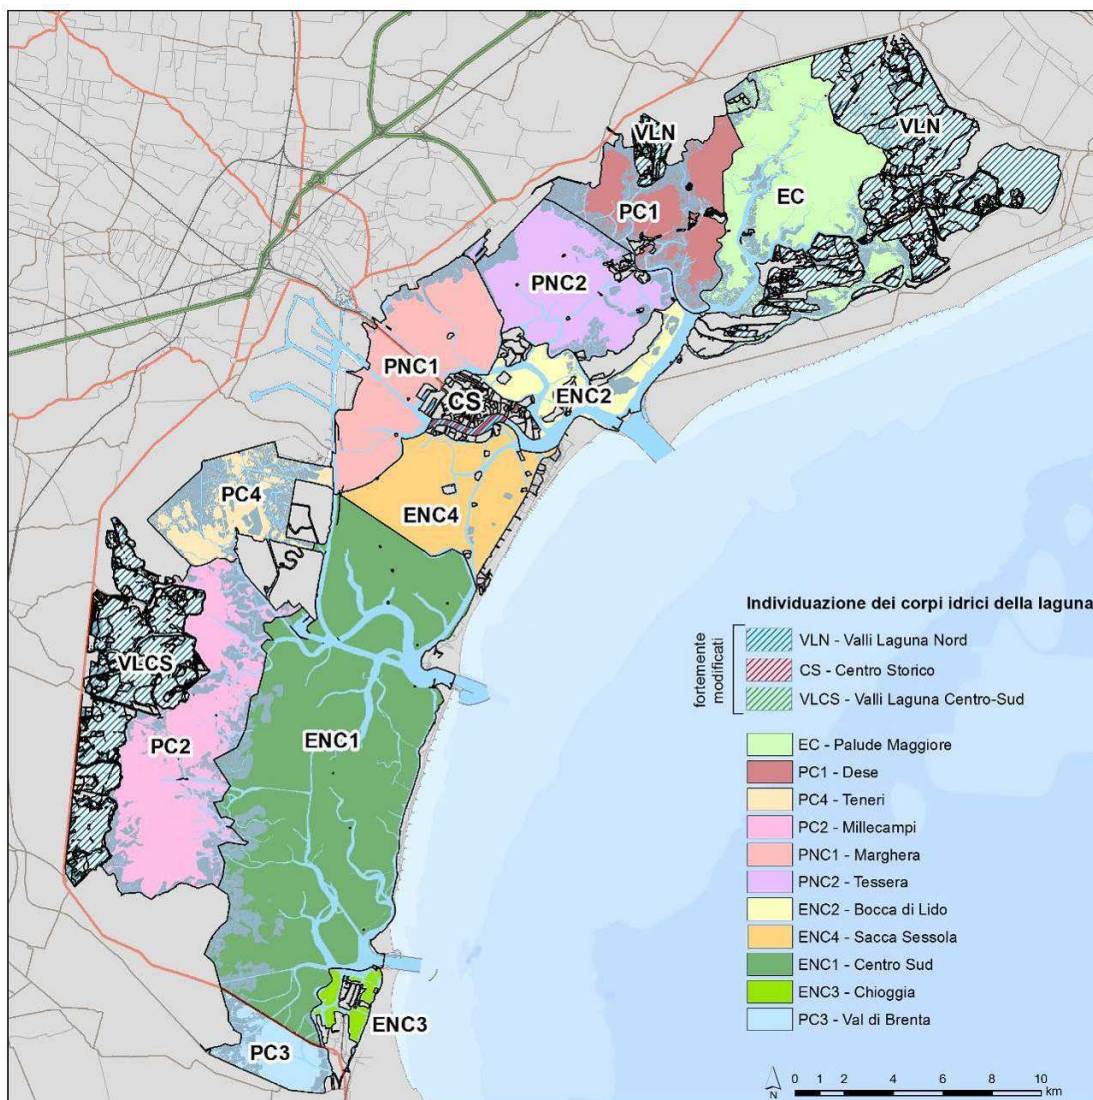 VLN
VLN
EC
PC1
PNC2
PNC1
CS
ENC2
PC4
ENC4
VLCS
PC2
ENC1
ENC3
PC3
Individuazione dei corpi idrici della laguna
fortemente
modificati
VLN - Valli Laguna Nord
CS - Centro Storico
VLCS - Valli Laguna Centro-Sud
EC - Palude Maggiore
PC1 - Dese
PC4 - Teneri
PC2 - Millecampi
PNC1 - Marghera
PNC2 - Tessera
ENC2 - Bocca di Lido
ENC4 - Sacca Sessola
ENC1 - Centro Sud
ENC3 - Chioggia
PC3 - Val di Brenta
N
0 1 2 4 6 8 10
km